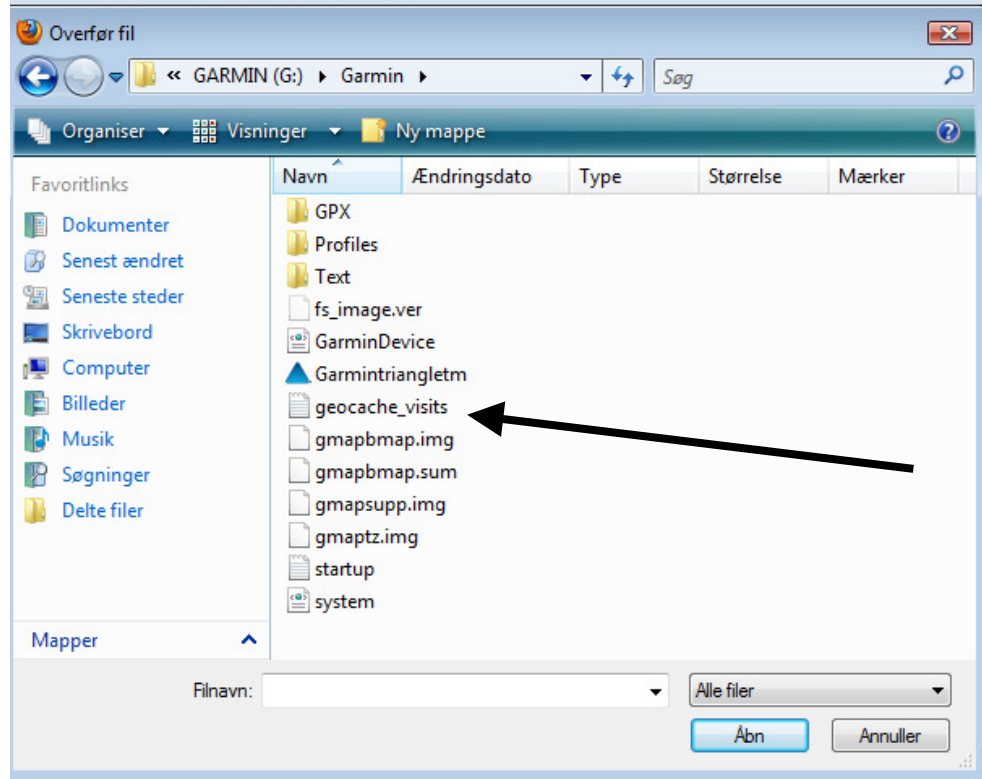 Overfør fil
« GARMIN (G:) Garmin
Søg
Organiser Visninger Ny mappe
Favoritlinks
Dokumenter
Senest ændret
Seneste steder
Skrivebord
Computer
Billeder
Musik
Søgninger
Delte filer
Mapper
Navn Ændringsdato Type Størrelse Mærker
GPX
Profiles
Text
fs_image.ver
GarminDevice
Garmintriangletm
geocache_visits
gmapbmap.img
gmapbmap.sum
gmapsupp.img
gmaptz.img
startup
system
Filnavn:
Alle filer
Åbn Annuller